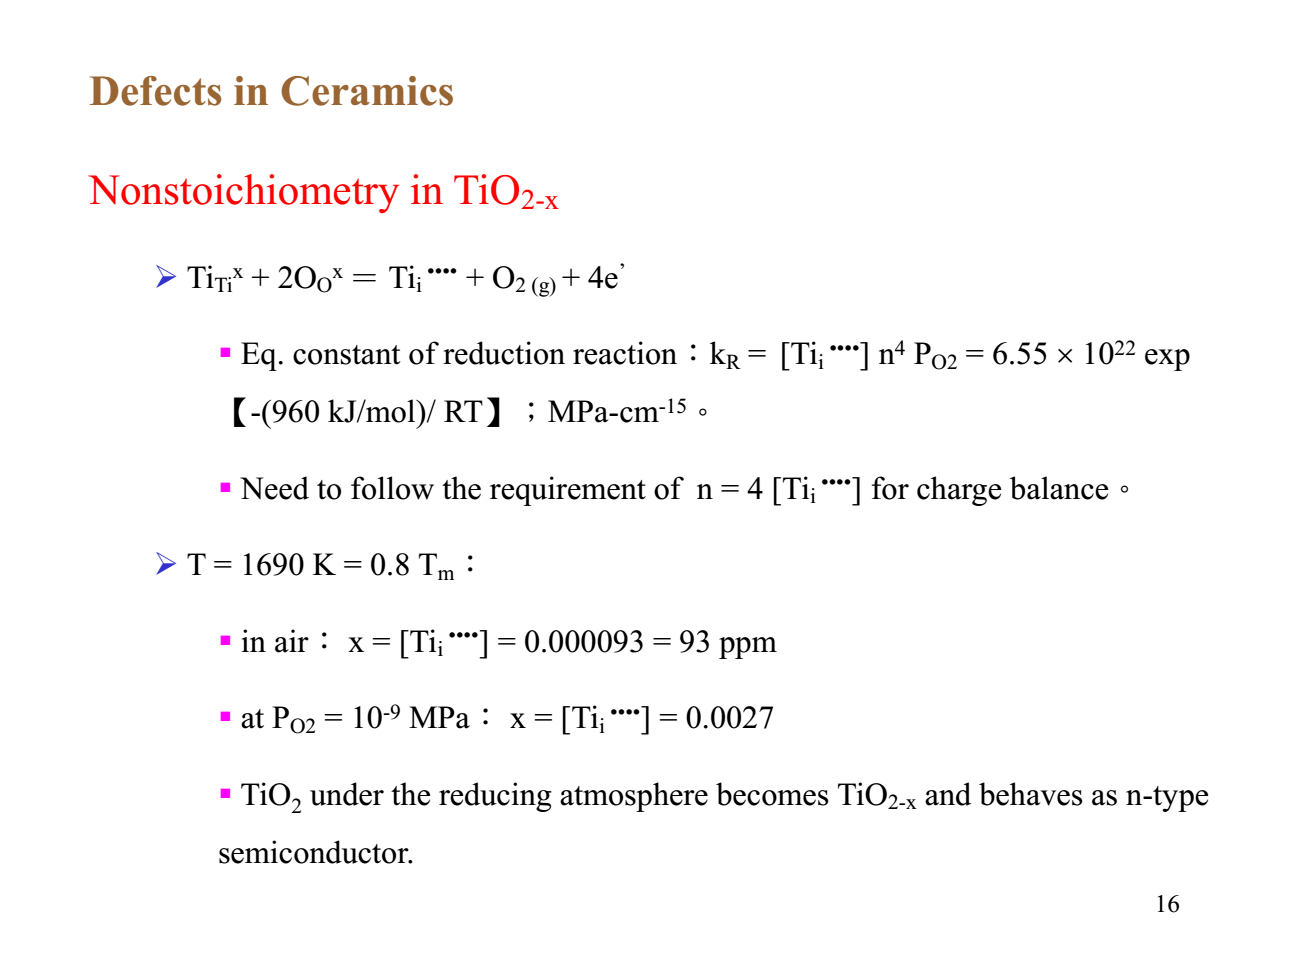 Defects in Ceramics
Nonstoichiometry in TiO2-x
➢ TiTiˣ + 2OOˣ ＝ Tii •••• + O2 (g) + 4e’
▪ Eq. constant of reduction reaction：kR = [Tii ••••] n⁴ PO2 = 6.55 × 10²² exp
【-(960 kJ/mol)/ RT】；MPa-cm⁻¹⁵。
▪ Need to follow the requirement of n = 4 [Tii ••••] for charge balance。
➢ T = 1690 K = 0.8 Tm：
▪ in air： x = [Tii ••••] = 0.000093 = 93 ppm
▪ at PO2 = 10⁻⁹ MPa： x = [Tii ••••] = 0.0027
▪ TiO2 under the reducing atmosphere becomes TiO2-x and behaves as n-type
semiconductor.
16